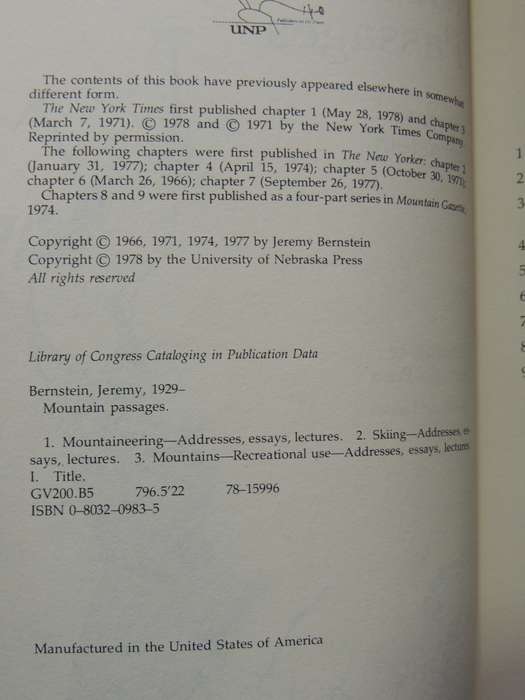 UNP
The contents of this book have previously appeared elsewhere in somewhat
different form.
The New York Times first published chapter 1 (May 28, 1978) and chapter 3
(March 7, 1971). © 1978 and © 1971 by the New York Times Company.
Reprinted by permission.
The following chapters were first published in The New Yorker: chapter 2
(January 31, 1977); chapter 4 (April 15, 1974); chapter 5 (October 30, 1971);
chapter 6 (March 26, 1966); chapter 7 (September 26, 1977).
Chapters 8 and 9 were first published as a four-part series in Mountain Gazette,
1974.
Copyright © 1966, 1971, 1974, 1977 by Jeremy Bernstein
Copyright © 1978 by the University of Nebraska Press
All rights reserved
Library of Congress Cataloging in Publication Data
Bernstein, Jeremy, 1929–
Mountain passages.
1. Mountaineering—Addresses, essays, lectures. 2. Skiing—Addresses, es-
says, lectures. 3. Mountains—Recreational use—Addresses, essays, lectures
I. Title.
GV200.B5 796.5'22 78–15996
ISBN 0–8032–0983–5
Manufactured in the United States of America
1
2
3
4
5
6
7
8
9